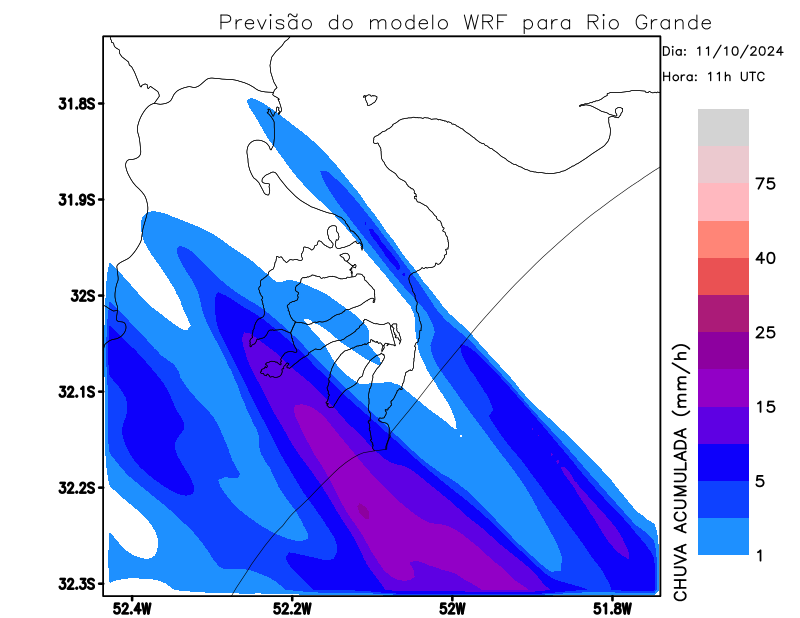 Previsão do modelo WRF para Rio Grande
Dia: 11/10/2024
Hora: 11h UTC
31.8S
31.9S
32S
32.1S
32.2S
32.3S
52.4W
52.2W
52W
51.8W
75
40
25
15
5
1
CHUVA ACUMULADA (mm/h)